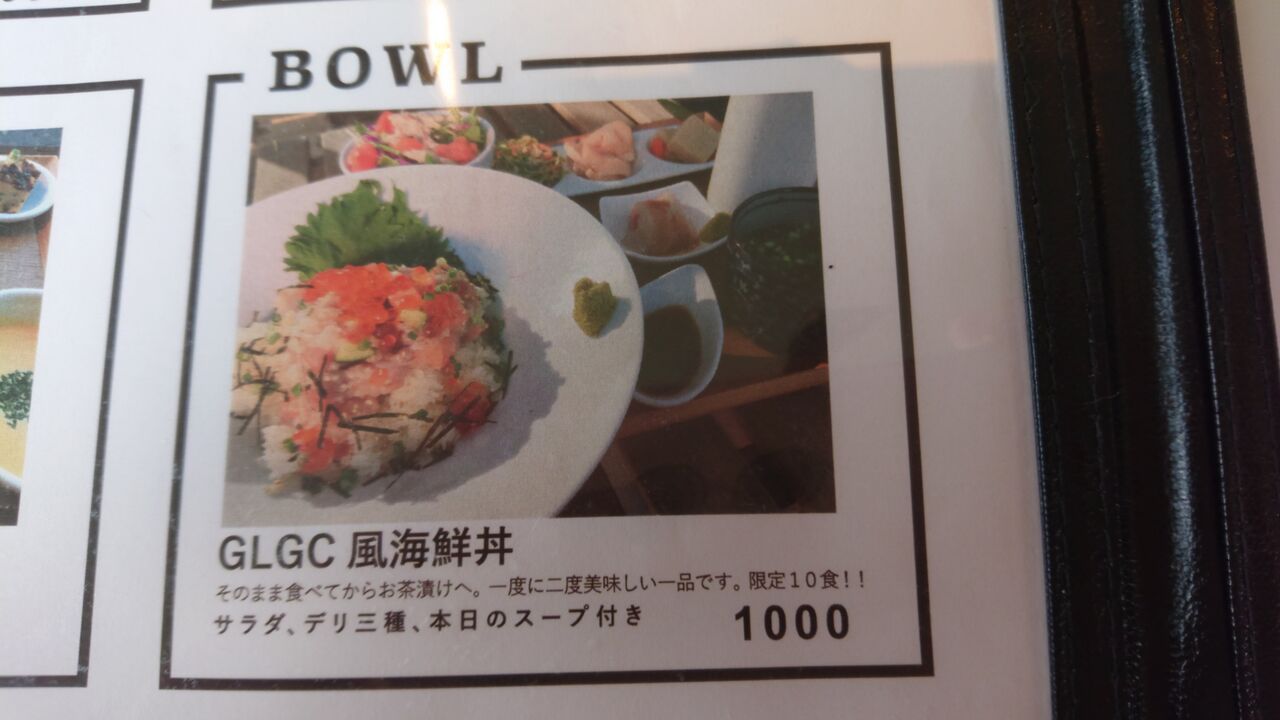 BOWL
GLGC 風海鮮丼
そのまま食べてからお茶漬けへ。一度に二度美味しい一品です。限定10食!!
サラダ、デリ三種、本日のスープ付き
1000